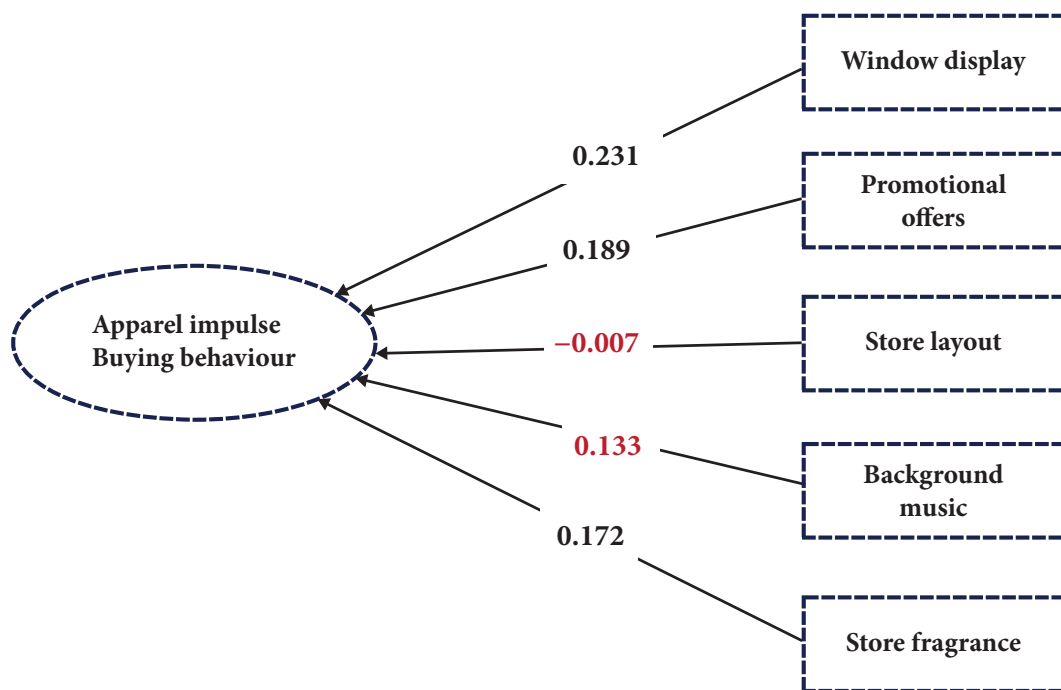 Window display
0.231
Promotional
offers
0.189
Apparel impulse
Buying behaviour
−0.007
Store layout
0.133
Background
music
0.172
Store fragrance